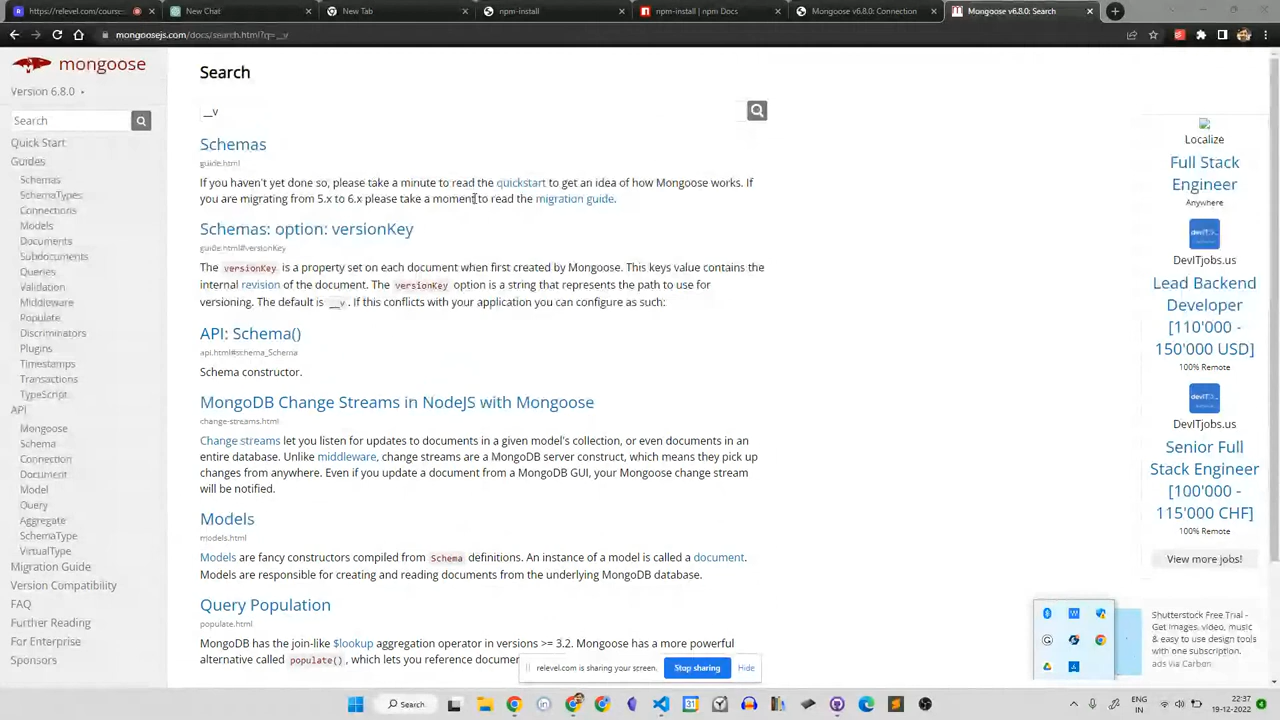 https://relevel.com/course:
New Chat
New Tab
npm-install
npm-install | npm Docs
Mongoose v6.8.0: Connection
Mongoose v6.8.0: Search
mongoosejs.com/docs/search.html?q=__v
mongoose
Version 6.8.0
Search
Quick Start
Guides
Schemas
SchemaTypes
Connections
Models
Documents
Subdocuments
Queries
Validation
Middleware
Populate
Discriminators
Plugins
Timestamps
Transactions
TypeScript
API
Mongoose
Schema
Connection
Document
Model
Query
Aggregate
SchemaType
VirtualType
Migration Guide
Version Compatibility
FAQ
Further Reading
For Enterprise
Sponsors
Search
__v
Schemas
guide.html
If you haven't yet done so, please take a minute to read the quickstart to get an idea of how Mongoose works. If
you are migrating from 5.x to 6.x please take a moment to read the migration guide.
Schemas: option: versionKey
guide.html#versionKey
The versionKey is a property set on each document when first created by Mongoose. This keys value contains the
internal revision of the document. The versionKey option is a string that represents the path to use for
versioning. The default is __v. If this conflicts with your application you can configure as such:
API: Schema()
api.html#schema_Schema
Schema constructor.
MongoDB Change Streams in NodeJS with Mongoose
change-streams.html
Change streams let you listen for updates to documents in a given model's collection, or even documents in an
entire database. Unlike middleware, change streams are a MongoDB server construct, which means they pick up
changes from anywhere. Even if you update a document from a MongoDB GUI, your Mongoose change stream
will be notified.
Models
models.html
Models are fancy constructors compiled from Schema definitions. An instance of a model is called a document.
Models are responsible for creating and reading documents from the underlying MongoDB database.
Query Population
populate.html
MongoDB has the join-like $lookup aggregation operator in versions >= 3.2. Mongoose has a more powerful
alternative called populate(), which lets you reference docume
relevel.com is sharing your screen.
Stop sharing
Hide
Localize
Full Stack
Engineer
Anywhere
devIT
DevITjobs.us
Lead Backend
Developer
[110'000 -
150'000 USD]
100% Remote
devIT
DevITjobs.us
Senior Full
Stack Engineer
[100'000 -
115'000 CHF]
100% Remote
View more jobs!
Shutterstock Free Trial -
Get images, video, music
& easy to use design tools
with one subscription.
ads via Carbon
Search
ENG
IN
22:37
19-12-2022